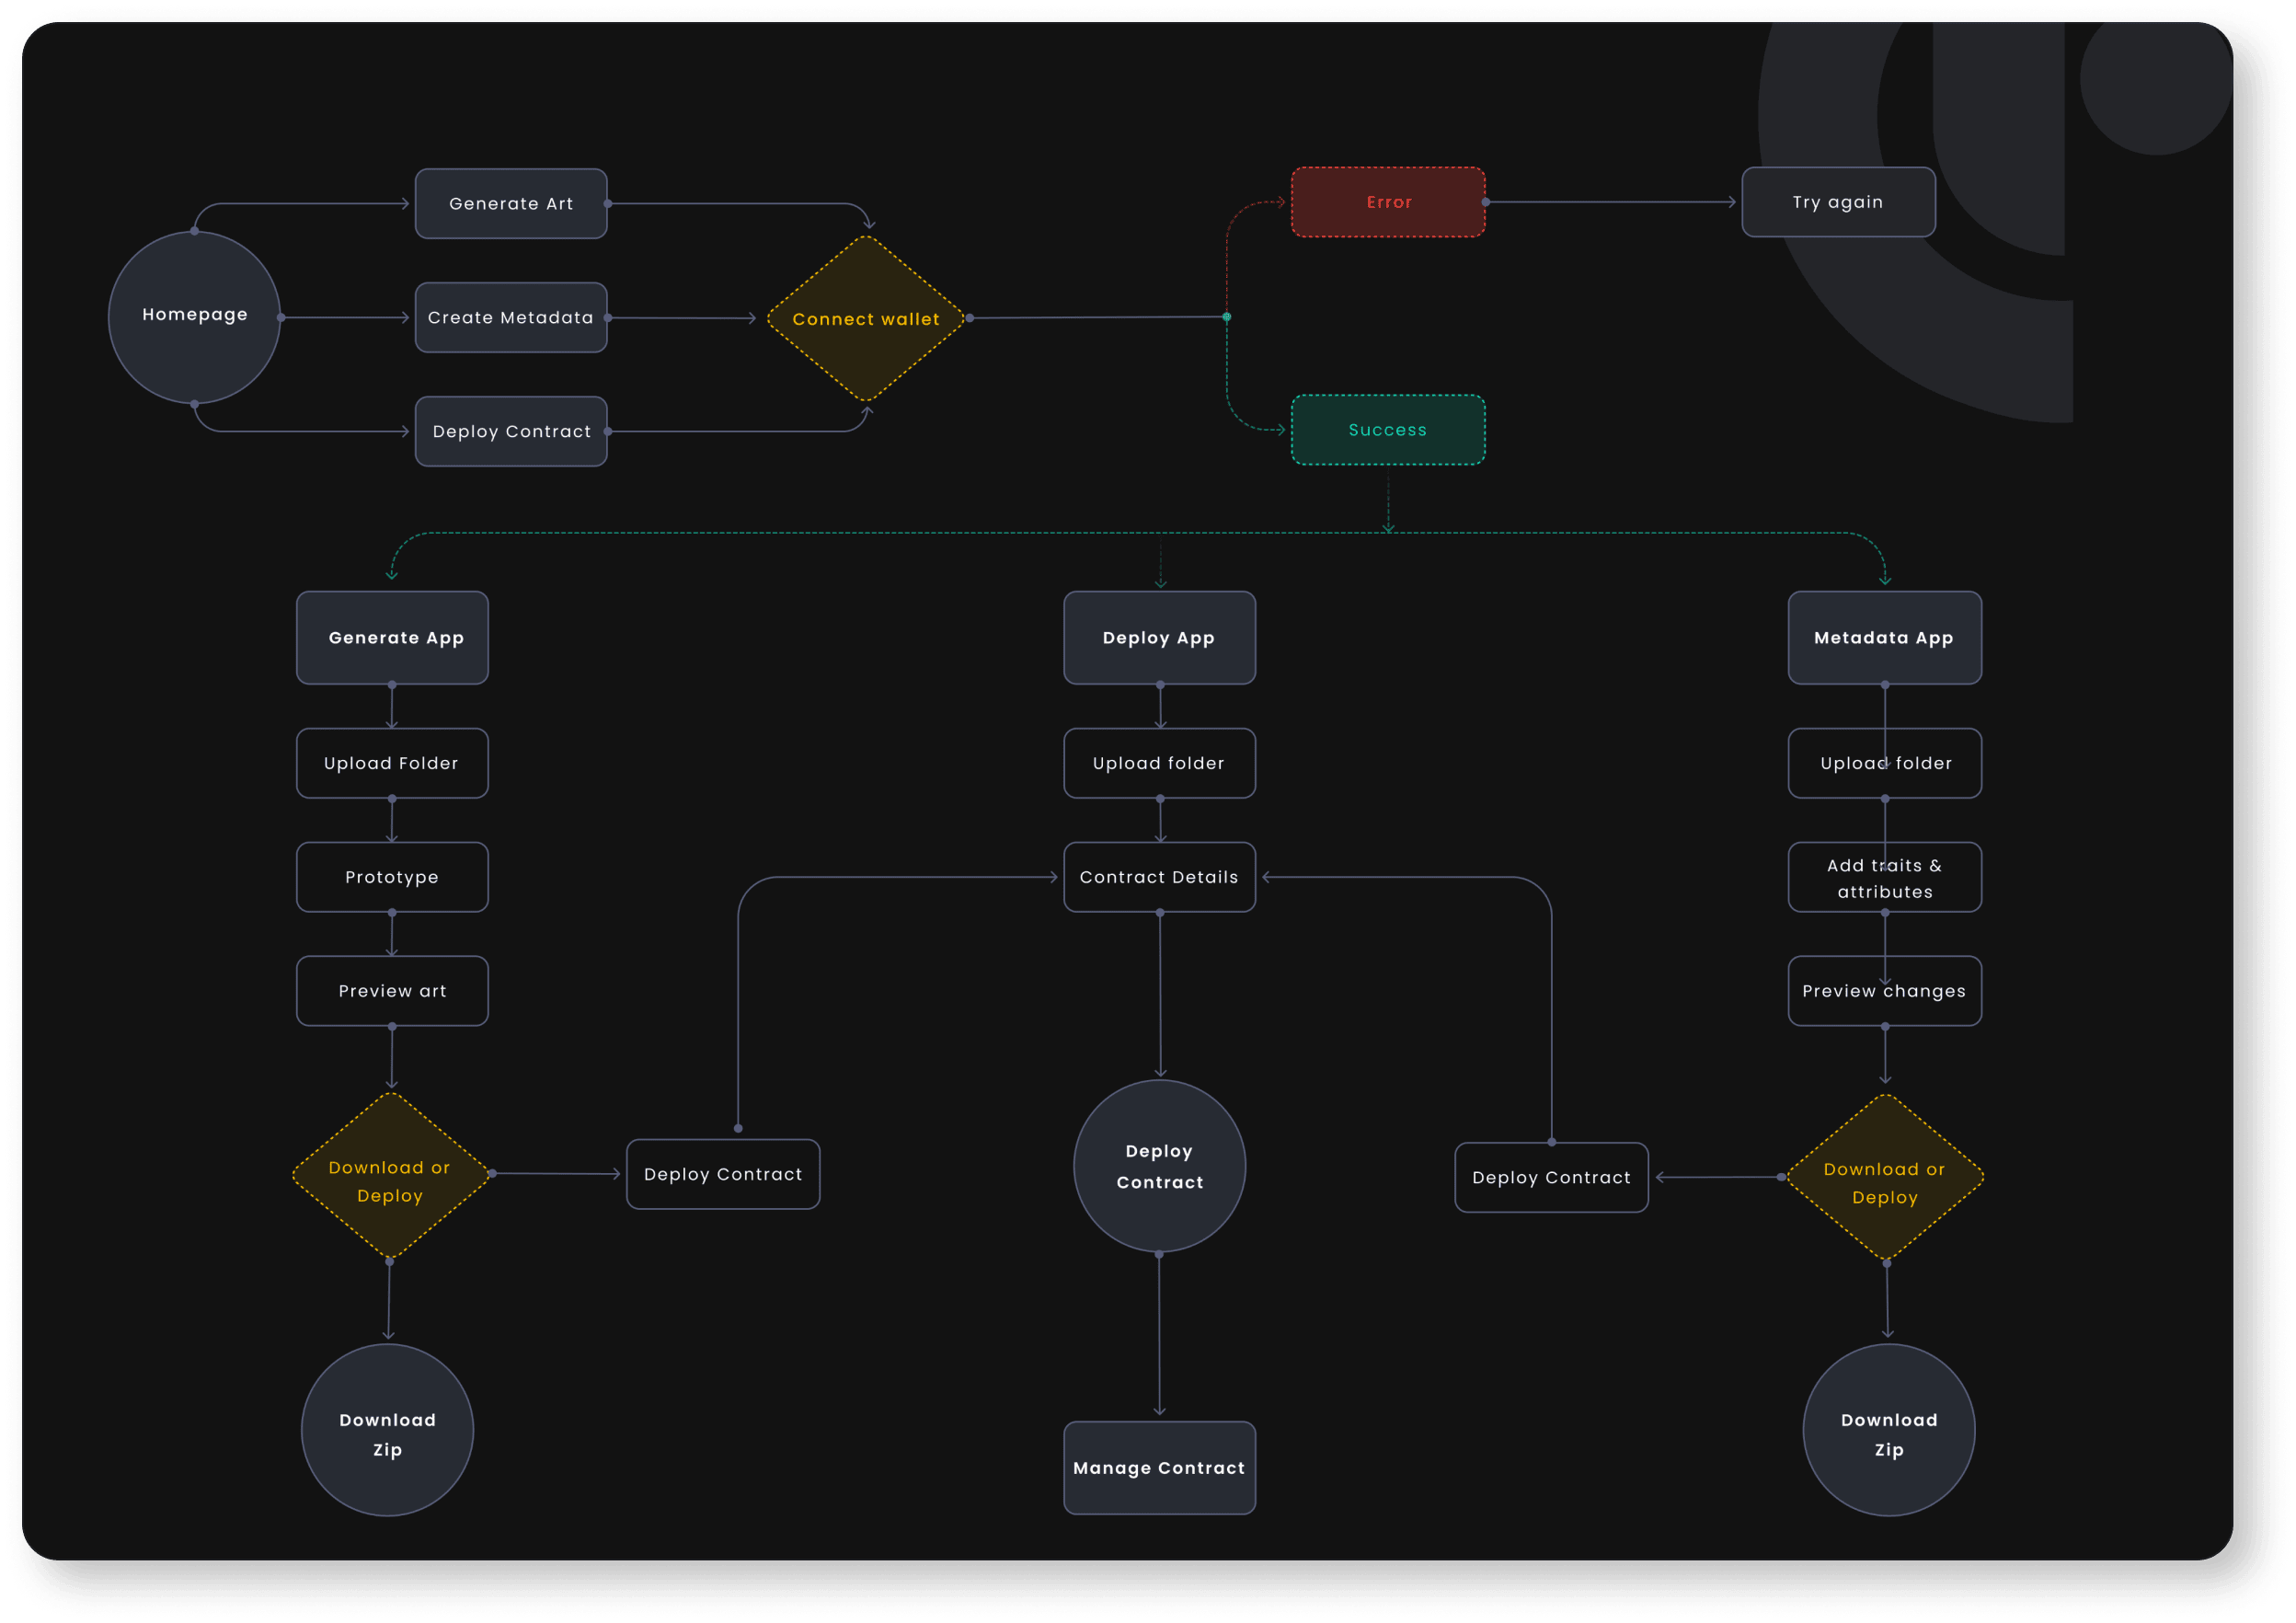 Generate Art
Error
Try again
Homepage
Create Metadata
Connect wallet
Deploy Contract
Success
Generate App
Deploy App
Metadata App
Upload Folder
Upload folder
Upload folder
Prototype
Contract Details
Add traits &
attributes
Preview art
Preview changes
Download or
Deploy
Deploy Contract
Deploy
Contract
Deploy Contract
Download or
Deploy
Download
Zip
Manage Contract
Download
Zip